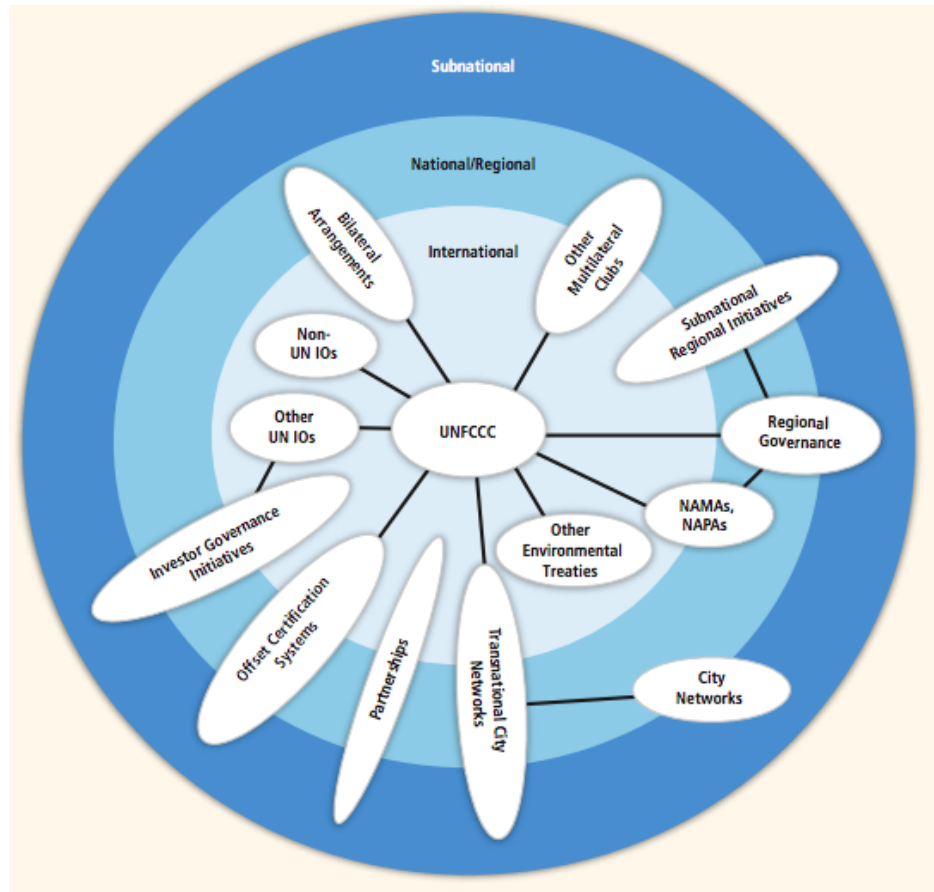 Subnational
National/Regional
International
Bilateral
Arrangements
Other
Multilateral
Clubs
Subnational
Regional Initiatives
Non-
UN IOs
Other
UN IOs
UNFCCC
Regional
Governance
NAMAs,
NAPAs
Other
Environmental
Treaties
Investor Governance
Initiatives
Offset Certification
Systems
Partnerships
Transnational City
Networks
City
Networks